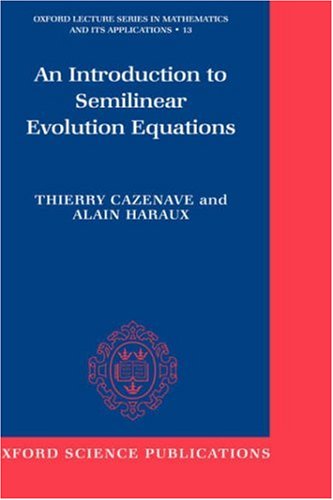 OXFORD LECTURE SERIES IN MATHEMATICS
AND ITS APPLICATIONS • 13
An Introduction to
Semilinear
Evolution Equations
THIERRY CAZENAVE and
ALAIN HARAUX
XFORD SCIENCE PUBLICATIONS